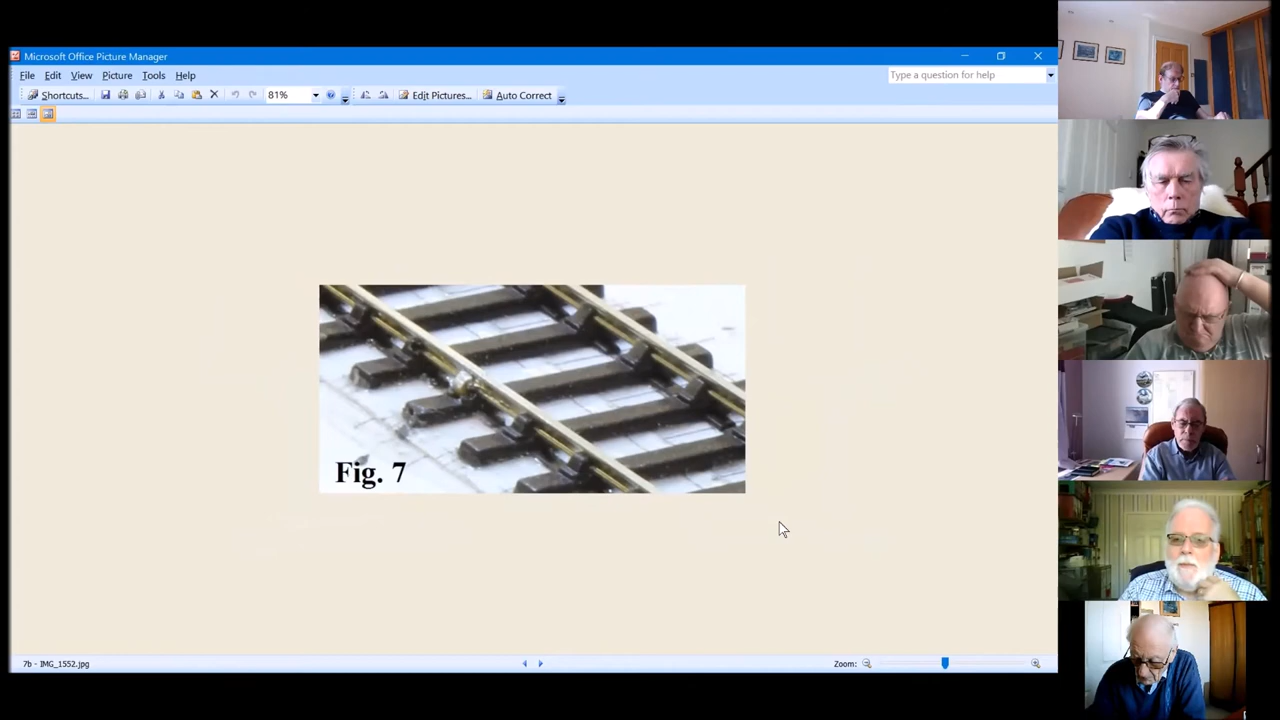 Microsoft Office Picture Manager
File Edit View Picture Tools Help
Type a question for help
Shortcuts... 81% Edit Pictures... Auto Correct
Fig. 7
7b - IMG_1552.jpg
Zoom: